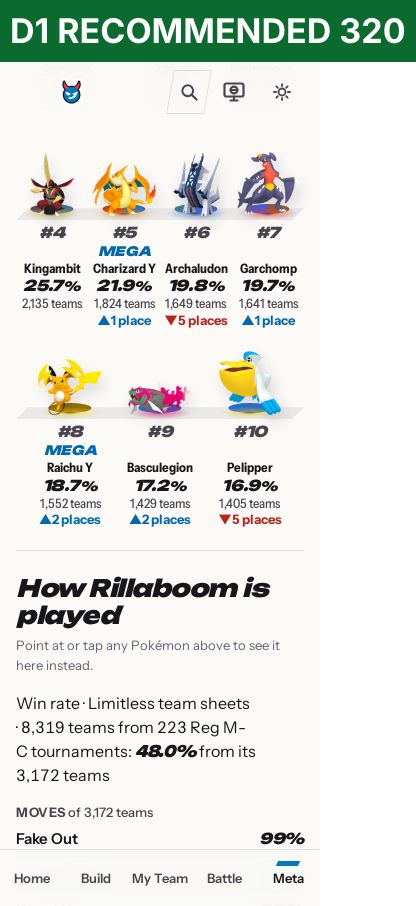 D1 RECOMMENDED 320
#4 #5 #6 #7
MEGA
Kingambit Charizard Y Archaludon Garchomp
25.7% 21.9% 19.8% 19.7%
2,135 teams 1,824 teams 1,649 teams 1,641 teams
▲1 place ▼5 places ▲1 place
#8 #9 #10
MEGA
Raichu Y Basculegion Pelipper
18.7% 17.2% 16.9%
1,552 teams 1,429 teams 1,405 teams
▲2 places ▲2 places ▼5 places
How Rillaboom is
played
Point at or tap any Pokémon above to see it
here instead.
Win rate · Limitless team sheets
· 8,319 teams from 223 Reg M-
C tournaments: 48.0% from its
3,172 teams
MOVES of 3,172 teams
Fake Out 99%
Home Build My Team Battle Meta